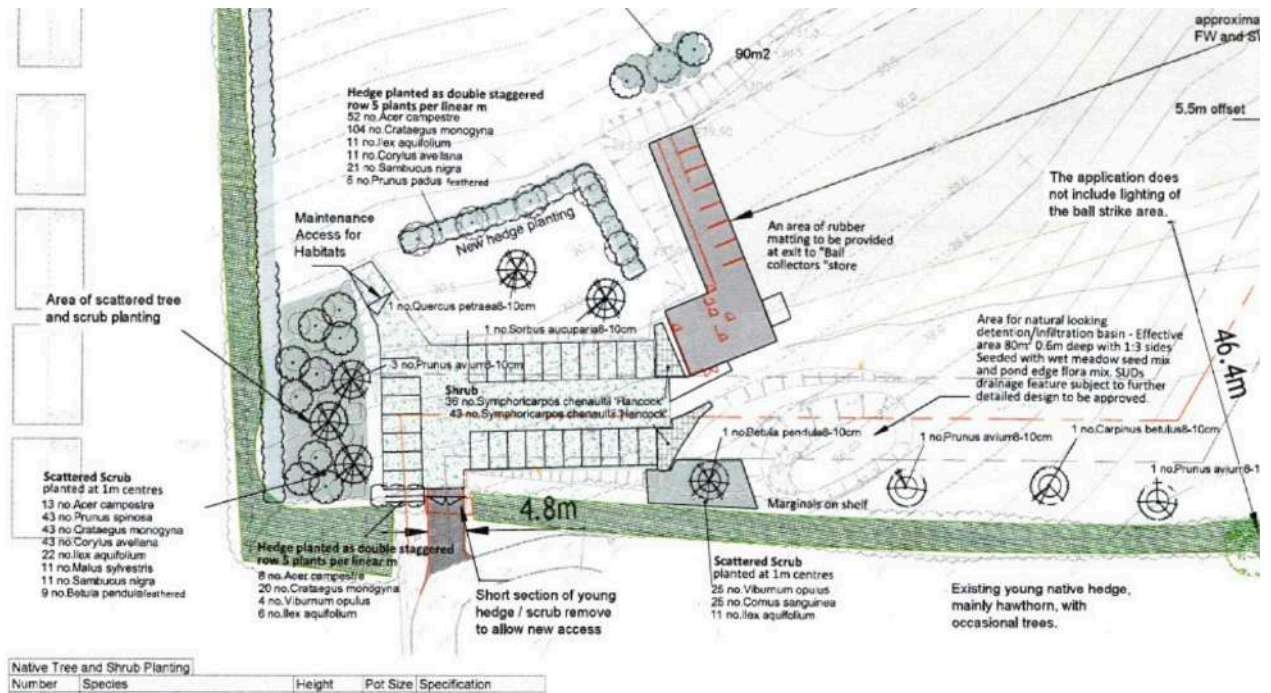 approxima
FW and S
90m2
5.5m offset
Hedge planted as double staggered
row 5 plants per linear m
52 no.Acer campestre
104 no.Crataegus monogyna
11 no.Ilex aquifolium
11 no.Corylus avellana
21 no.Sambucus nigra
5 no.Prunus padus feathered
The application does
not include lighting of
the ball strike area.
New hedge planting
Maintenance
Access for
Habitats
An area of rubber
matting to be provided
at exit to "Ball
collectors "store
Area of scattered tree
and scrub planting
1 no.Quercus petraea8-10cm
1 no.Sorbus aucuparia8-10cm
Area for natural looking
detention/infiltration basin - Effective
area 80m² 0.6m deep with 1:3 sides
Seeded with wet meadow seed mix
and pond edge flora mix. SUDs
drainage feature subject to further
detailed design to be approved.
46.4m
3 no.Prunus avium8-10cm
Shrub
36 no.Symphoricarpos chenaultii 'Hancock'
43 no.Symphoricarpos chenaultii 'Hancock'
1 no.Betula pendula8-10cm
1 no.Prunus avium8-10cm
1 no.Carpinus betulus8-10cm
1 no.Prunus avium8-1
Marginals on shelf
4.8m
Scattered Scrub
planted at 1m centres
13 no.Acer campestre
43 no.Prunus spinosa
43 no.Crataegus monogyna
43 no.Corylus avellana
22 no.Ilex aquifolium
11 no.Malus sylvestris
11 no.Sambucus nigra
9 no.Betula pendulafeathered
Hedge planted as double staggered
row 5 plants per linear m
8 no.Acer campestre
20 no.Crataegus monogyna
4 no.Viburnum opulus
6 no.Ilex aquifolium
Short section of young
hedge / scrub remove
to allow new access
Scattered Scrub
planted at 1m centres
25 no.Viburnum opulus
25 no.Cornus sanguinea
11 no.Ilex aquifolium
Existing young native hedge,
mainly hawthorn, with
occasional trees.
Native Tree and Shrub Planting
Number Species Height Pot Size Specification